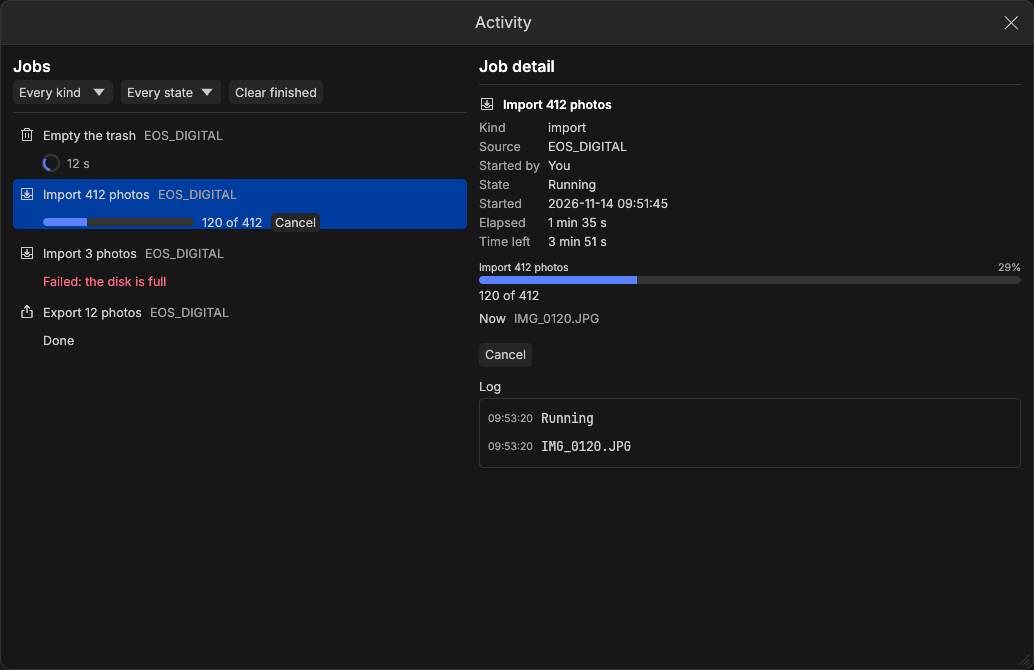 Activity
Jobs
Every kind
Every state
Clear finished
Empty the trash EOS_DIGITAL
12 s
Import 412 photos EOS_DIGITAL
120 of 412 Cancel
Import 3 photos EOS_DIGITAL
Failed: the disk is full
Export 12 photos EOS_DIGITAL
Done
Job detail
Import 412 photos
Kind import
Source EOS_DIGITAL
Started by You
State Running
Started 2026-11-14 09:51:45
Elapsed 1 min 35 s
Time left 3 min 51 s
Import 412 photos 29%
120 of 412
Now IMG_0120.JPG
Cancel
Log
09:53:20 Running
09:53:20 IMG_0120.JPG